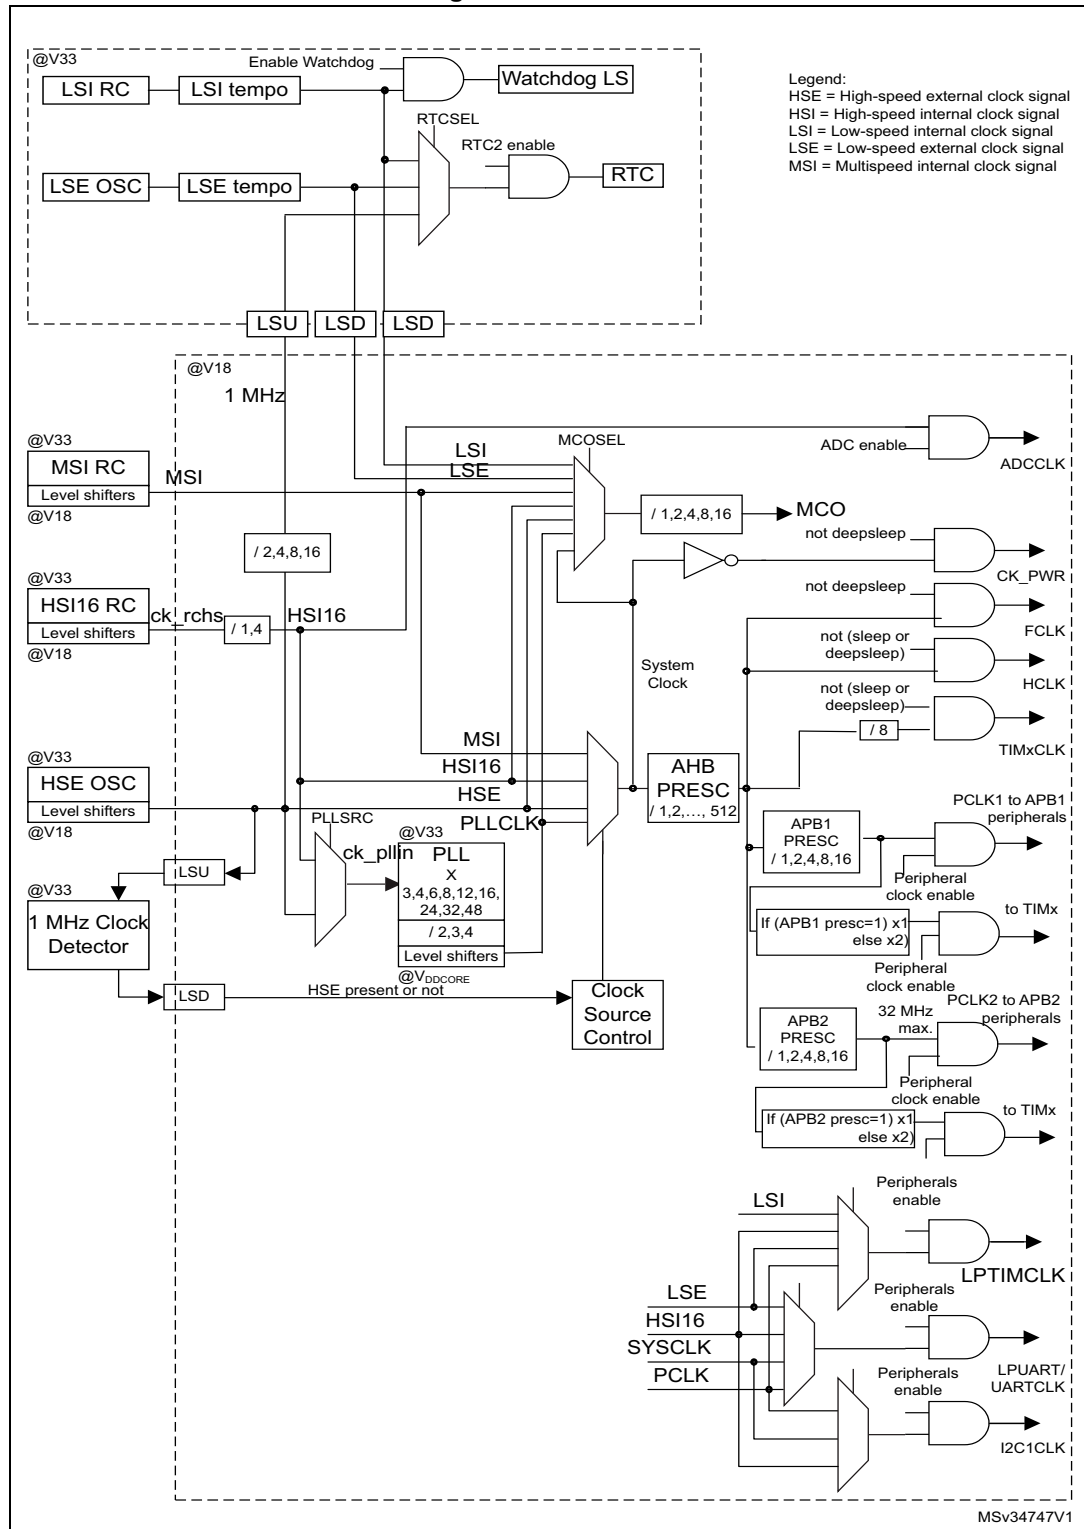 @V33
Enable Watchdog
LSI RC
LSI tempo
Watchdog LS
Legend:
HSE = High-speed external clock signal
HSI = High-speed internal clock signal
LSI = Low-speed internal clock signal
LSE = Low-speed external clock signal
MSI = Multispeed internal clock signal
RTCSEL
RTC2 enable
LSE OSC
LSE tempo
RTC
LSU
LSD
LSD
@V18
1 MHz
@V33
MSI RC
Level shifters
@V18
MSI
LSI
LSE
MCOSEL
ADC enable
ADCCLK
/ 1,2,4,8,16
MCO
/ 2,4,8,16
not deepsleep
CK_PWR
@V33
HSI16 RC
Level shifters
@V18
ck_rchs
/ 1,4
HSI16
not deepsleep
FCLK
System
Clock
not (sleep or
deepsleep)
HCLK
not (sleep or
deepsleep)
/ 8
TIMxCLK
@V33
HSE OSC
Level shifters
@V18
MSI
HSI16
HSE
PLLCLK
AHB
PRESC
/ 1,2,..., 512
PLLSRC
ck_pllin
@V33
PLL
X
3,4,6,8,12,16,
24,32,48
/ 2,3,4
Level shifters
@VDDCORE
APB1
PRESC
/ 1,2,4,8,16
PCLK1 to APB1
peripherals
Peripheral
clock enable
LSU
@V33
1 MHz Clock
Detector
LSD
HSE present or not
Clock
Source
Control
If (APB1 presc=1) x1
else x2)
to TIMx
Peripheral
clock enable
APB2
PRESC
/ 1,2,4,8,16
32 MHz
max.
PCLK2 to APB2
peripherals
Peripheral
clock enable
If (APB2 presc=1) x1
else x2)
to TIMx
LSI
Peripherals
enable
LPTIMCLK
LSE
HSI16
SYSCLK
PCLK
Peripherals
enable
LPUART/
UARTCLK
Peripherals
enable
I2C1CLK
MSv34747V1